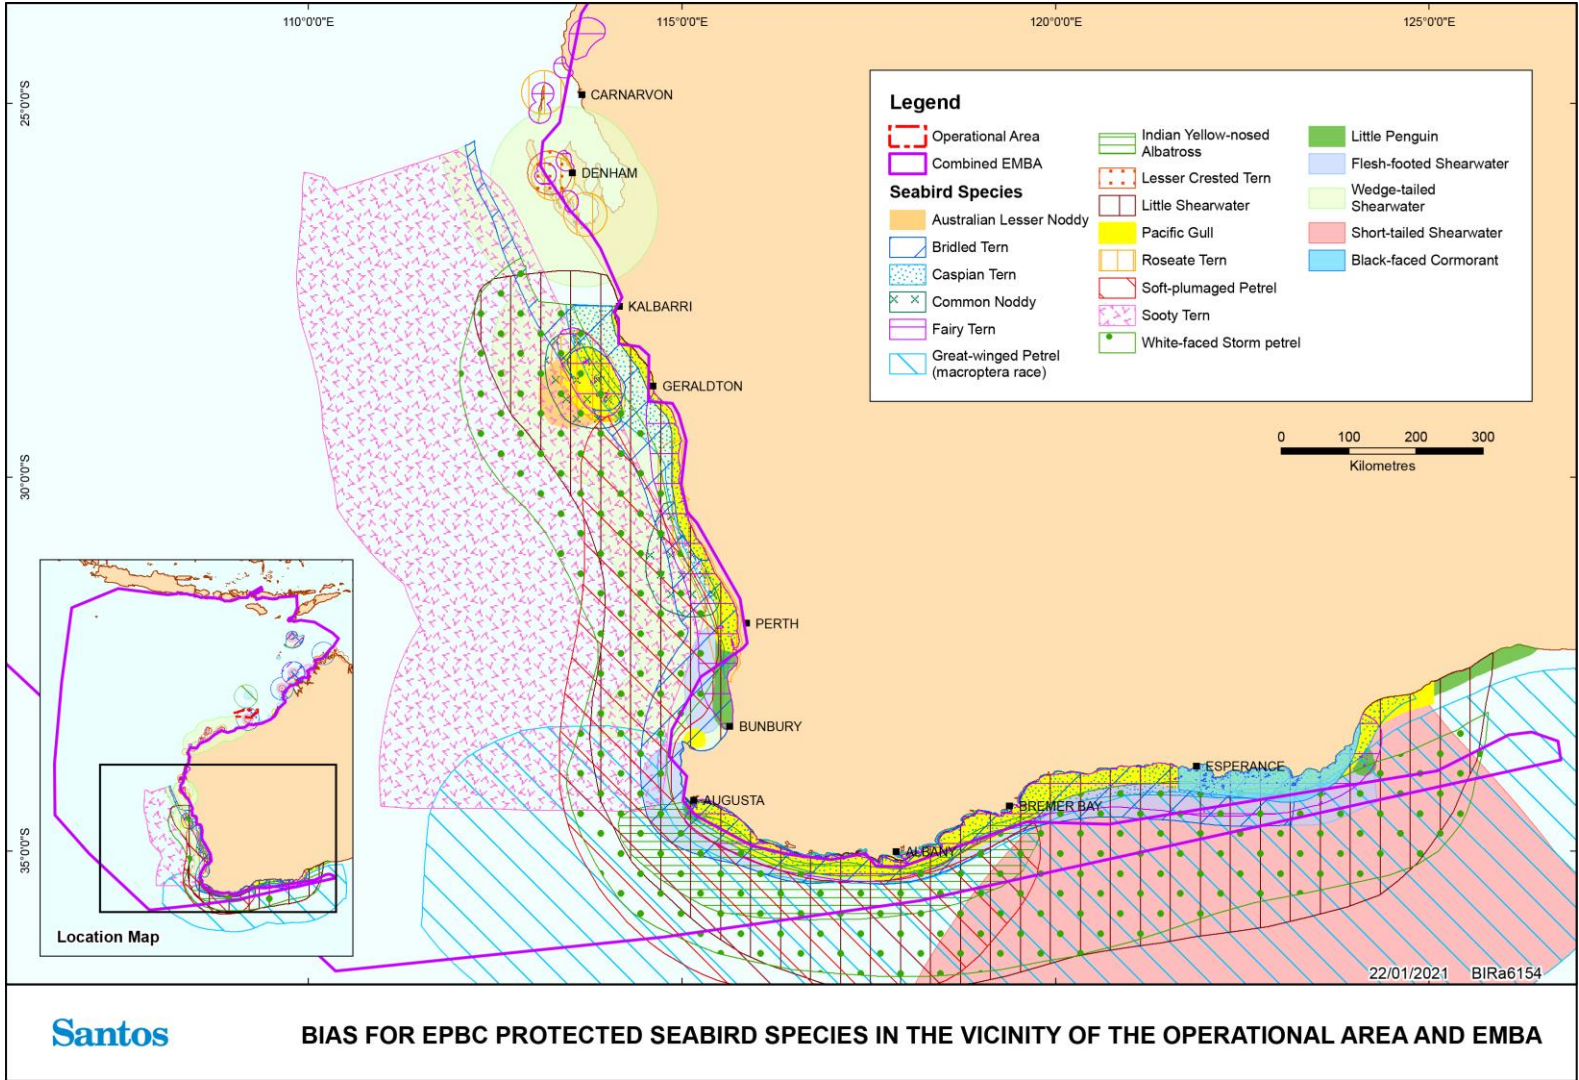 110°0'0"E
115°0'0"E
120°0'0"E
125°0'0"E
25°0'0"S
30°0'0"S
35°0'0"S
CARNARVON
DENHAM
KALBARRI
GERALDTON
PERTH
BUNBURY
AUGUSTA
ALBANY
BREMER BAY
ESPERANCE
Legend
Operational Area
Combined EMBA
Seabird Species
Australian Lesser Noddy
Bridled Tern
Caspian Tern
Common Noddy
Fairy Tern
Great-winged Petrel
(macroptera race)
Indian Yellow-nosed
Albatross
Lesser Crested Tern
Little Shearwater
Pacific Gull
Roseate Tern
Soft-plumaged Petrel
Sooty Tern
White-faced Storm petrel
Little Penguin
Flesh-footed Shearwater
Wedge-tailed
Shearwater
Short-tailed Shearwater
Black-faced Cormorant
0 100 200 300
Kilometres
Location Map
22/01/2021 BIRa6154
Santos
BIAS FOR EPBC PROTECTED SEABIRD SPECIES IN THE VICINITY OF THE OPERATIONAL AREA AND EMBA